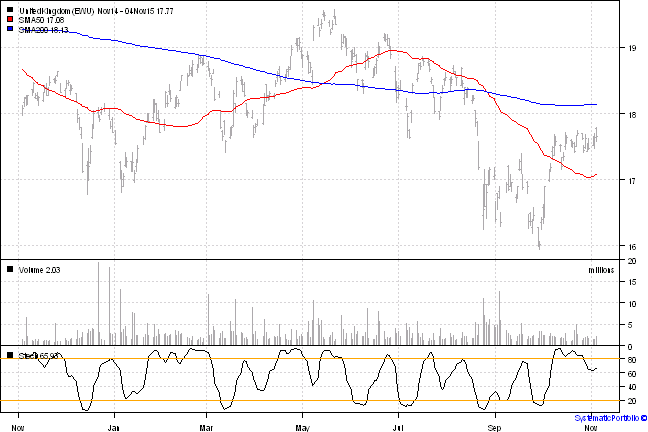 UnitedKingdom (EWU) Nov14 - 04Nov15 17.77
SMA50 17.08
SMA200 18.13
19
18
17
16
Volume 2.03
millions
20
15
10
5
0
Stoch 65.93
80
60
40
20
Nov Jan Mar May Jul Sep Nov
SystematicPortfolio ©